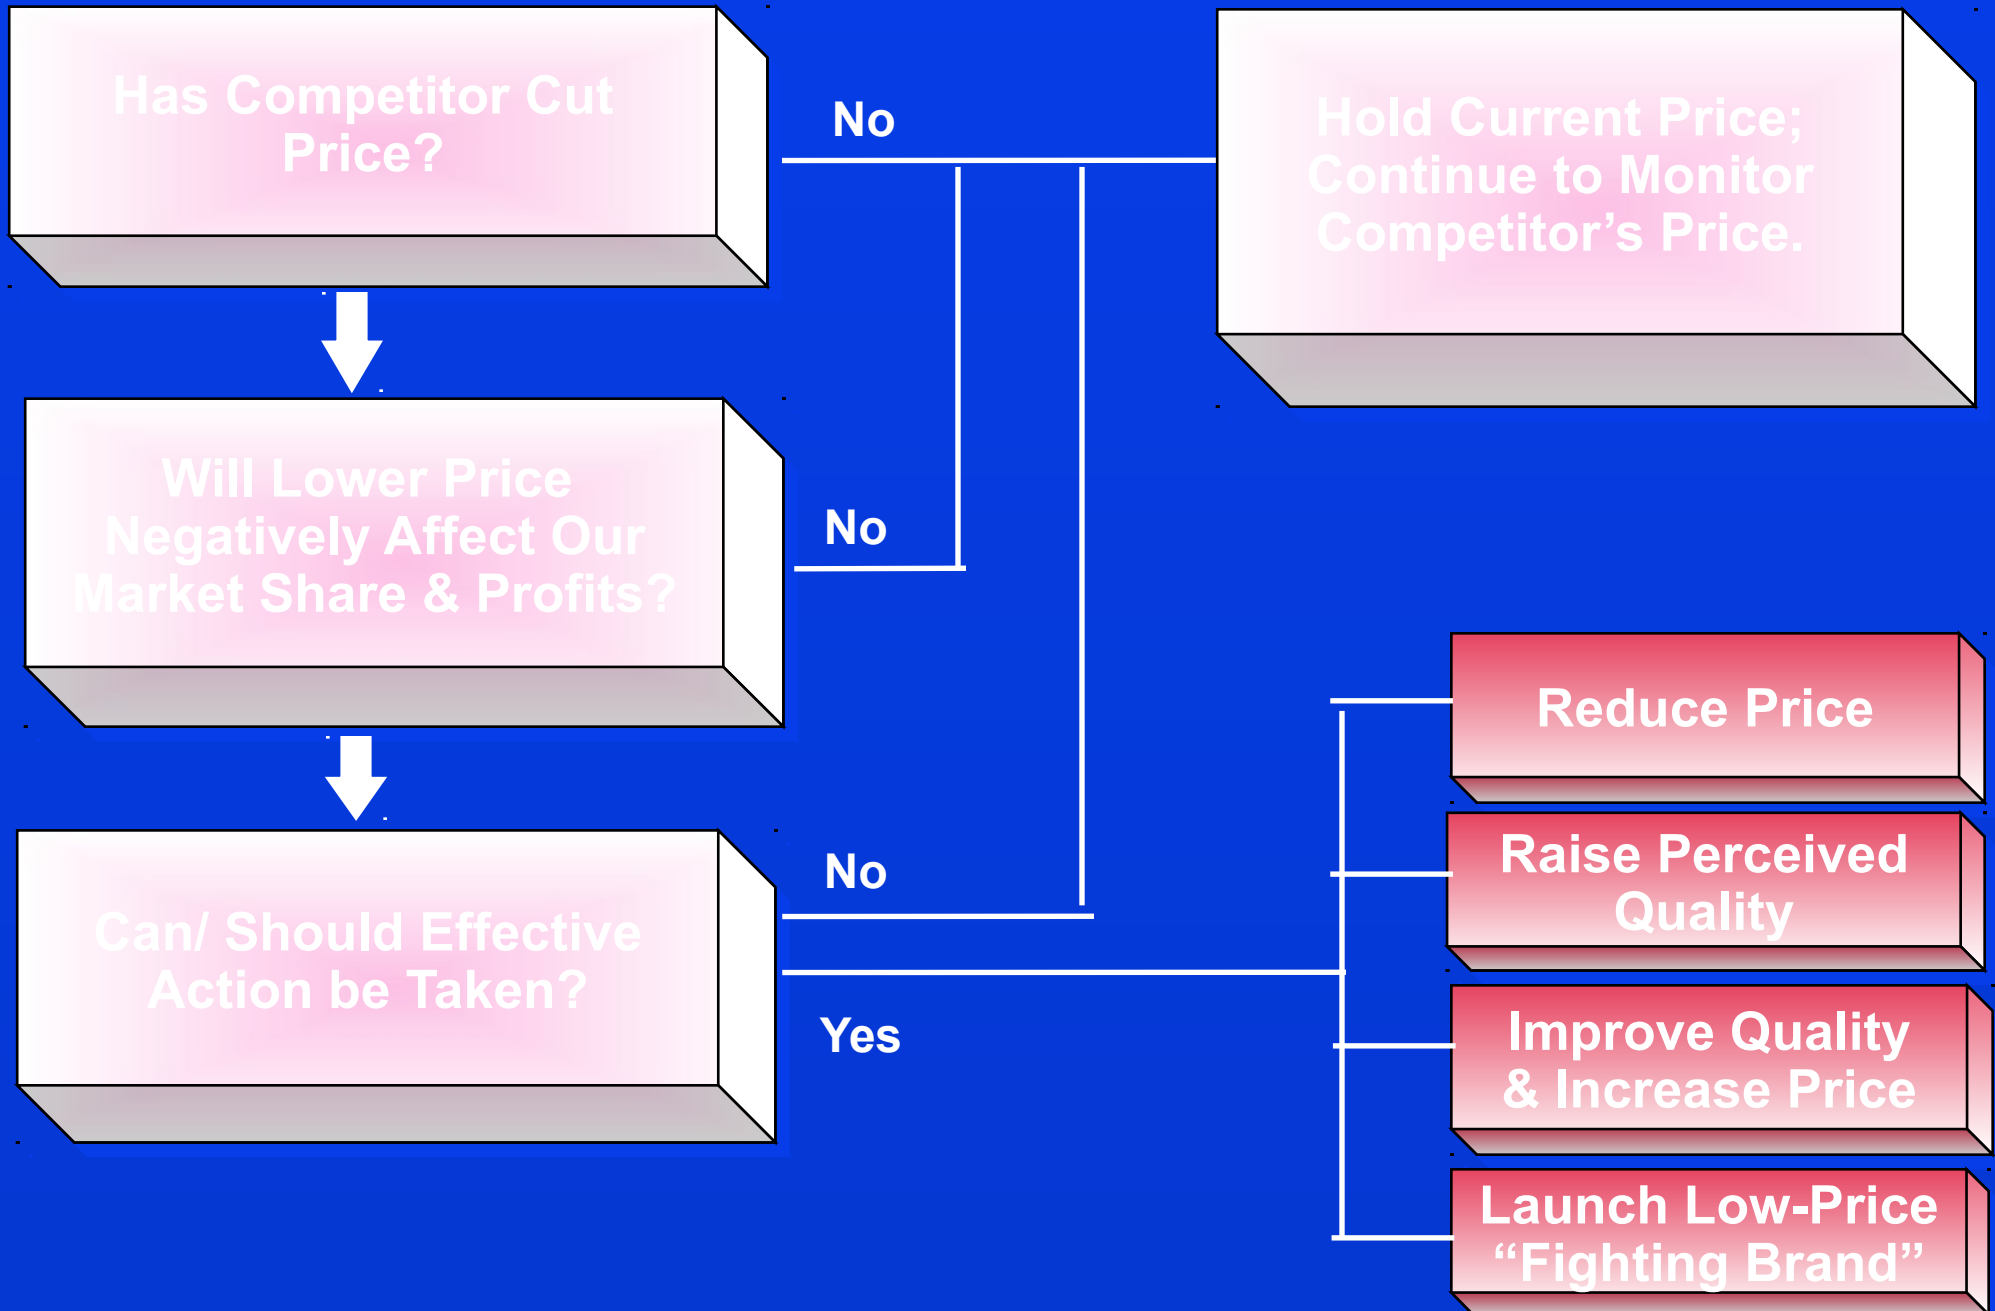 Has Competitor Cut
Price?
No
Hold Current Price;
Continue to Monitor
Competitor’s Price.
Will Lower Price
Negatively Affect Our
Market Share & Profits?
No
Can/ Should Effective
Action be Taken?
No
Yes
Reduce Price
Raise Perceived
Quality
Improve Quality
& Increase Price
Launch Low-Price
“Fighting Brand”